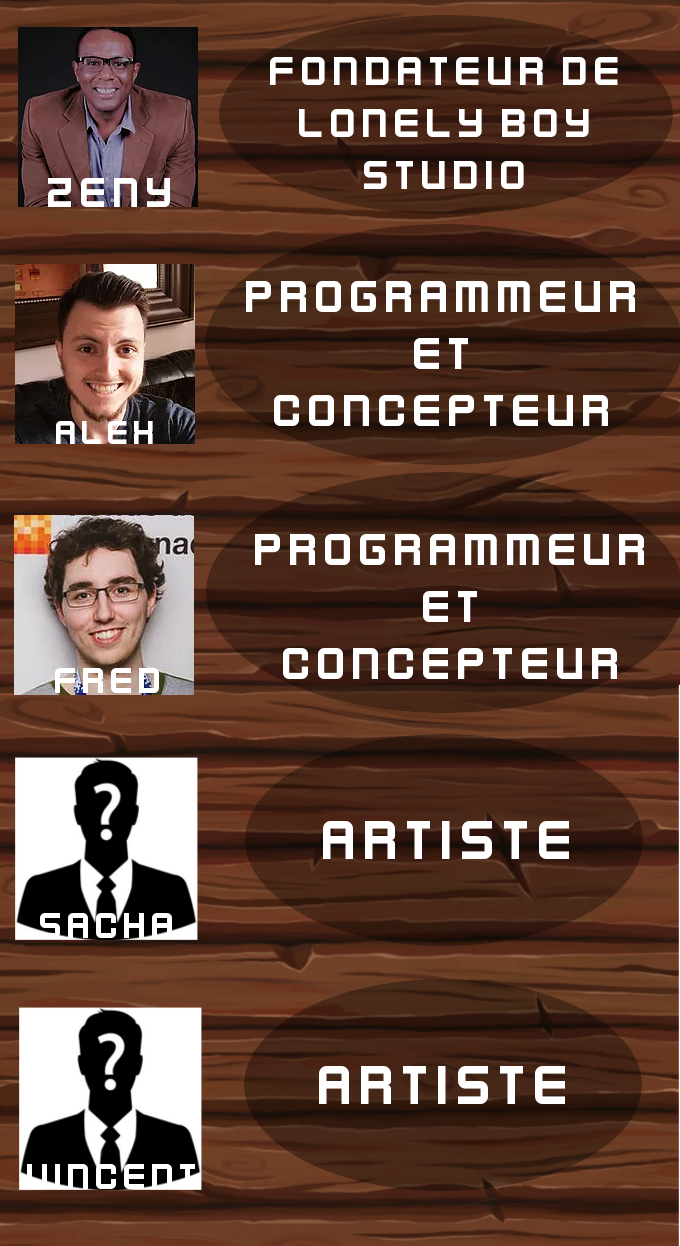 FONDATEUR DE
LONELY BOY
STUDIO
ZENY
PROGRAMMEUR
ET
CONCEPTEUR
ALEX
PROGRAMMEUR
ET
CONCEPTEUR
FRED
?
ARTISTE
SACHA
?
ARTISTE
VINCENT